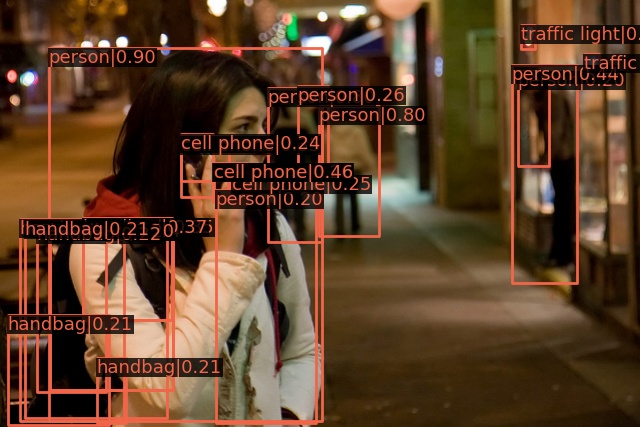 traffic light|0.
person|0.90
traffic
person|0.44
person|0.26
person|0.80
cell phone|0.24
cell phone|0.46
cell phone|0.25
person|0.20
handbag|0.21
handbag|0.21
handbag|0.21